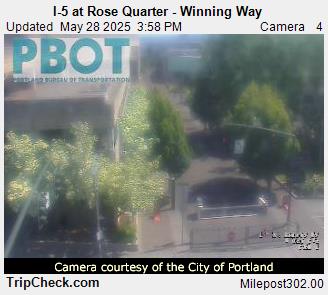 I-5 at Rose Quarter - Winning Way
Updated May 28 2025 3:58 PM Camera 4
PBOT
PORTLAND BUREAU OF TRANSPORTATION
Camera courtesy of the City of Portland
TripCheck.com Milepost302.00